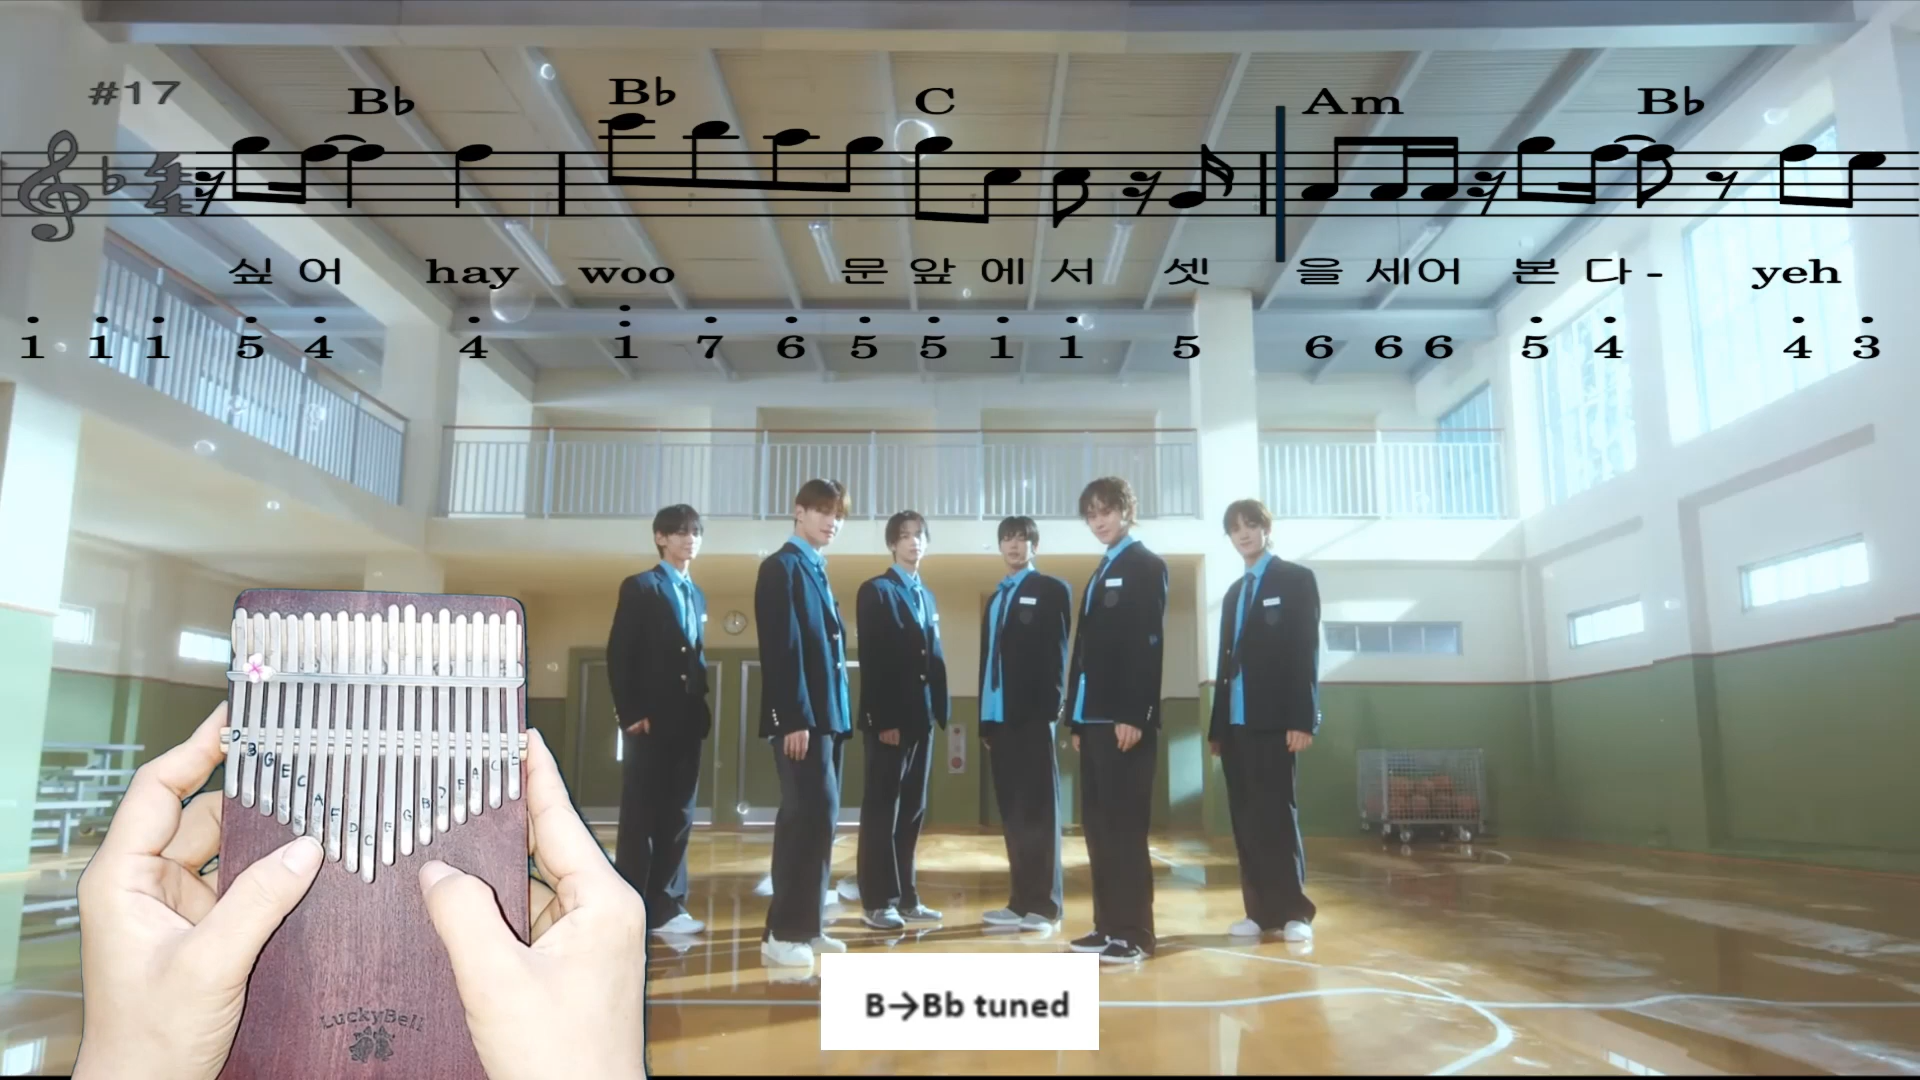 #17 B♭ B♭ C Am B♭
싶 어 hay woo 문 앞 에 서 셋 을 세어 본 다- yeh
1 1 1 5 4 4 1 7 6 5 5 1 1 5 6 6 6 5 4 4 3
D B G E C A F D C E G B D F A C E
LuckyBell
B→Bb tuned